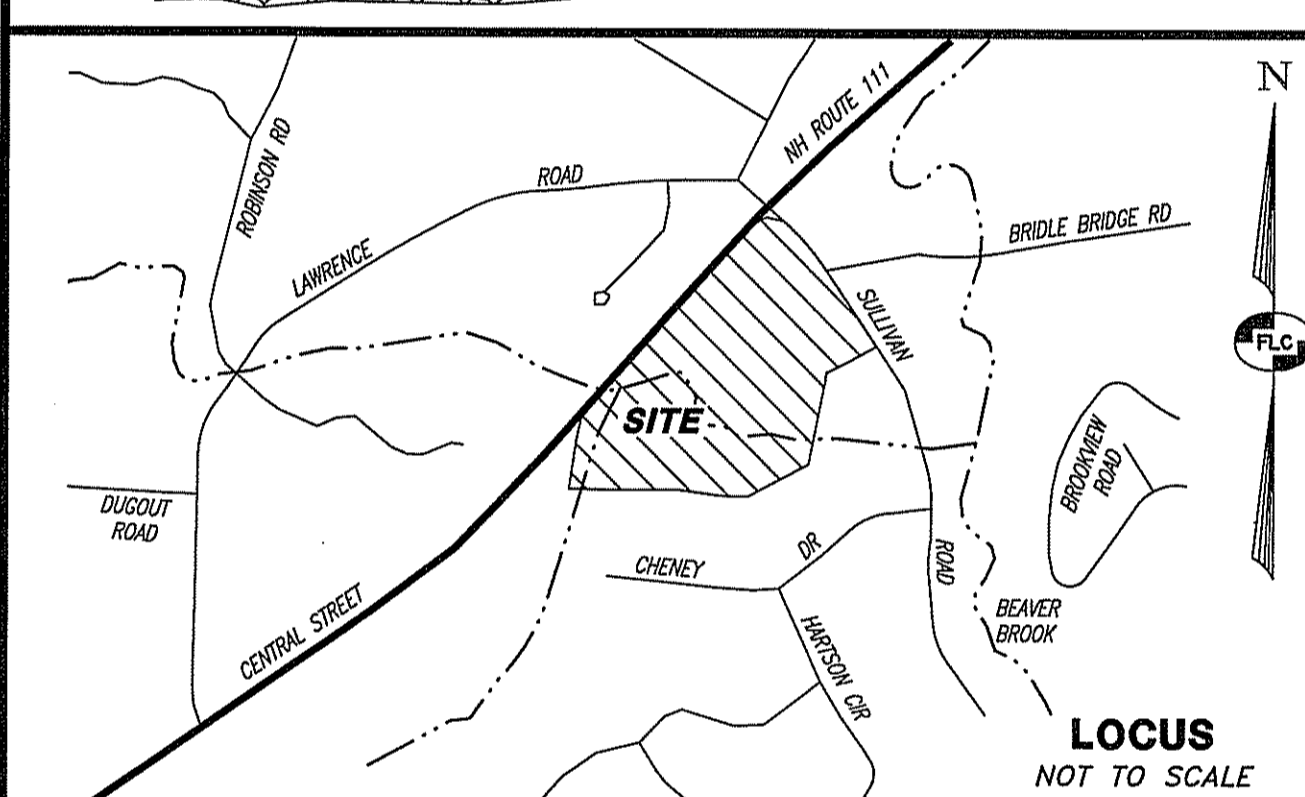 N
NH ROUTE 111
ROBINSON RD
ROAD
LAWRENCE
BRIDLE BRIDGE RD
SULLIVAN
FLC
SITE
BROOKVIEW
ROAD
DUGOUT
ROAD
CHENEY
DR
ROAD
CENTRAL STREET
HARTSON CIR
BEAVER
BROOK
LOCUS
NOT TO SCALE